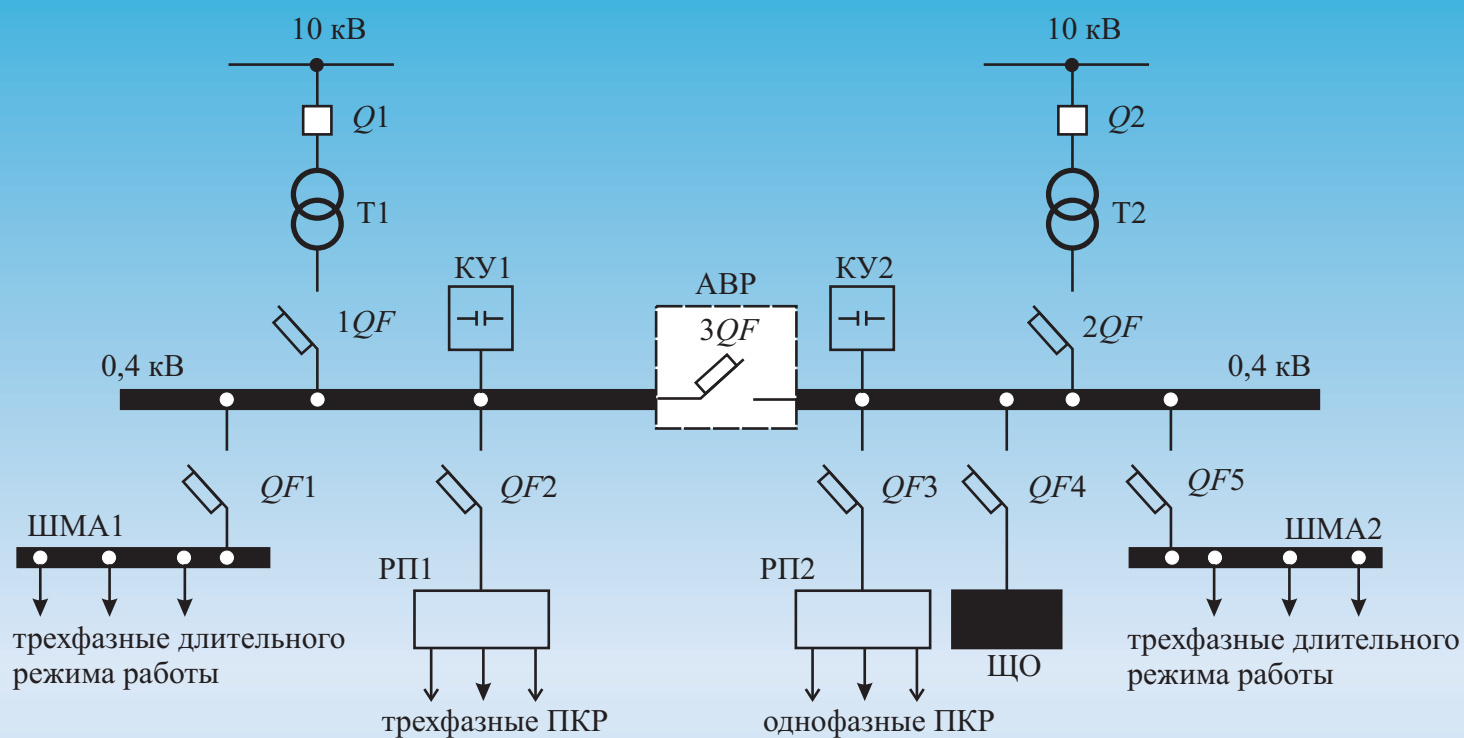 10 кВ
10 кВ
Q1
Q2
Т1
Т2
КУ1
АВР
КУ2
1QF
3QF
2QF
0,4 кВ
0,4 кВ
QF1
QF2
QF3
QF4
QF5
ШМА1
ШМА2
РП1
РП2
трехфазные длительного
режима работы
ЩО
трехфазные длительного
режима работы
трехфазные ПКР
однофазные ПКР